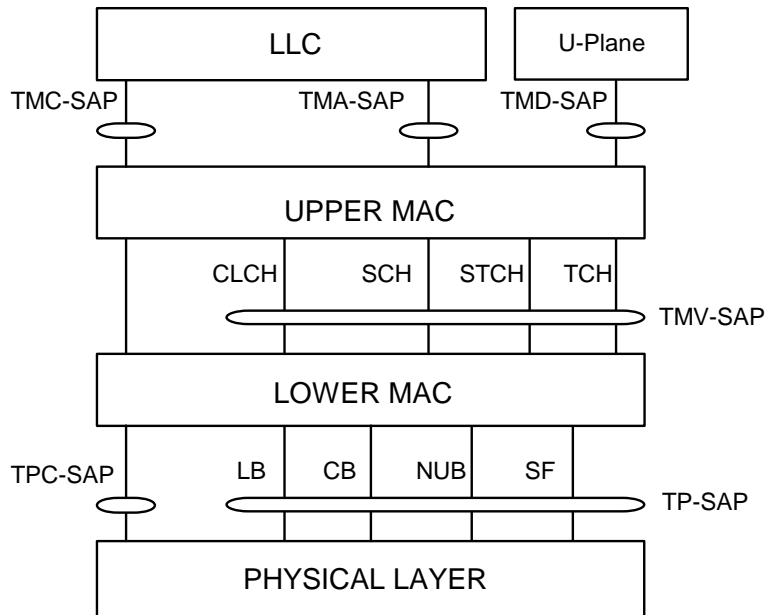 LLC
U-Plane
TMC-SAP
TMA-SAP
TMD-SAP
UPPER MAC
CLCH
SCH
STCH
TCH
TMV-SAP
LOWER MAC
TPC-SAP
LB
CB
NUB
SF
TP-SAP
PHYSICAL LAYER